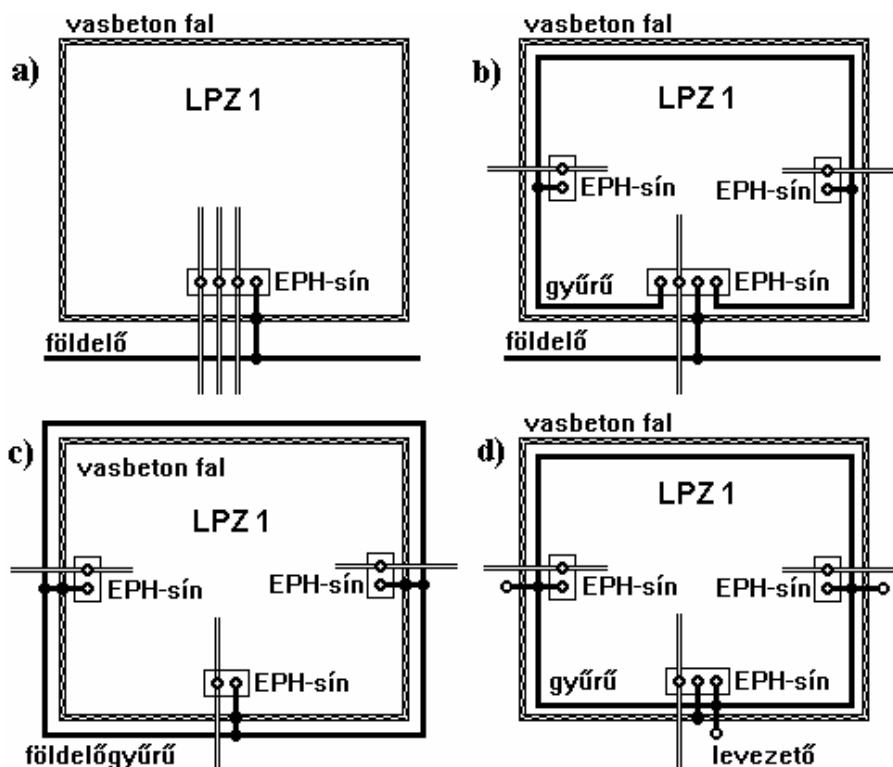 a)
vasbeton fal
LPZ 1
EPH-sín
földelő
b)
vasbeton fal
LPZ 1
EPH-sín
EPH-sín
gyűrű
EPH-sín
földelő
c)
vasbeton fal
LPZ 1
EPH-sín
EPH-sín
EPH-sín
földelőgyűrű
d)
vasbeton fal
LPZ 1
EPH-sín
EPH-sín
gyűrű
EPH-sín
levezető